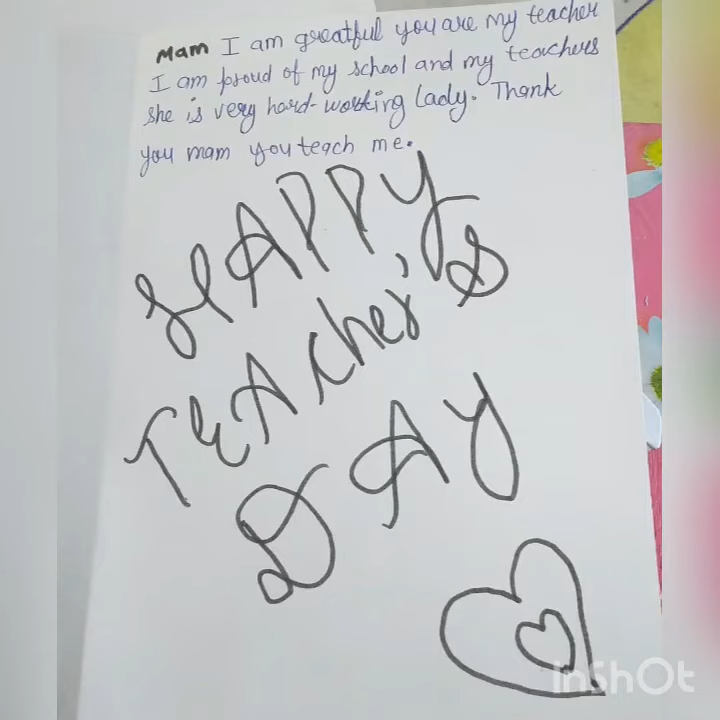 Mam I am greatful you are my teacher
I am proud of my school and my teachers
she is very hard-working lady. Thank
you mam you teach me.
HAPPY
TEAcher's
DAY
InShOt